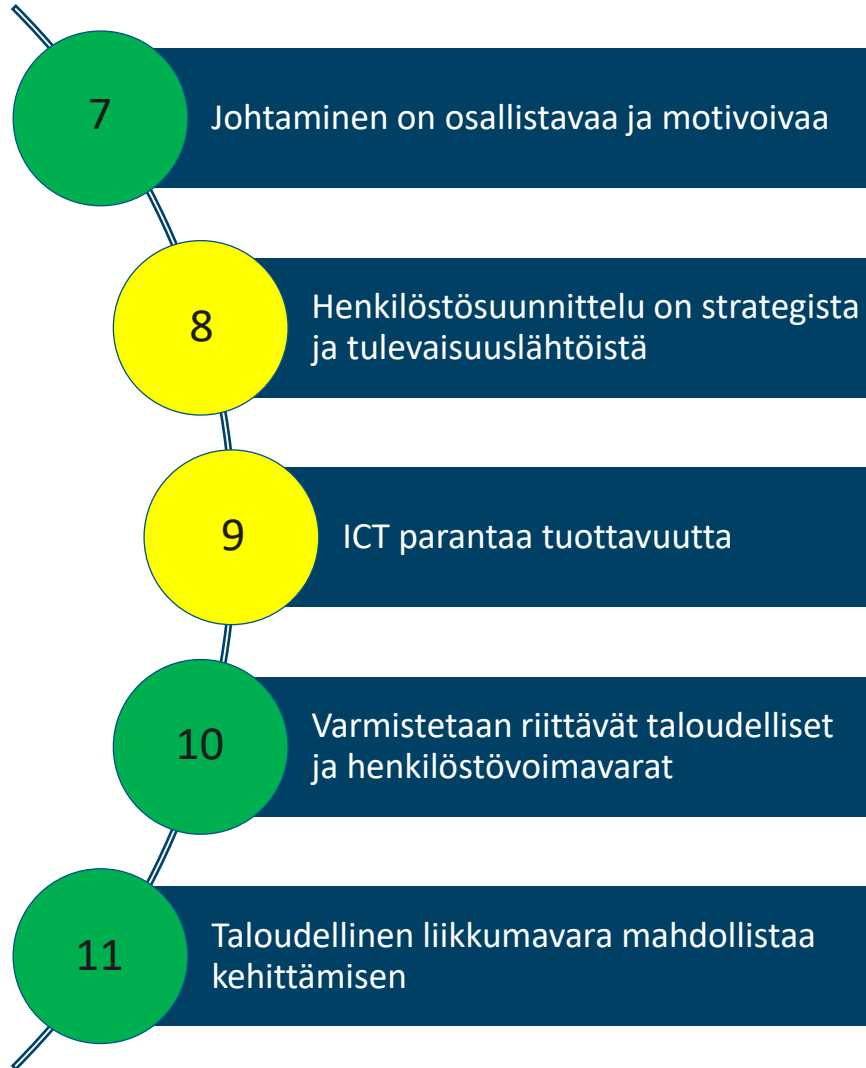 7
Johtaminen on osallistavaa ja motivoivaa
8
Henkilöstösuunnittelu on strategista
ja tulevaisuuslähtöistä
9
ICT parantaa tuottavuutta
10
Varmistetaan riittävät taloudelliset
ja henkilöstövoimavarat
11
Taloudellinen liikkumavara mahdollistaa
kehittämisen